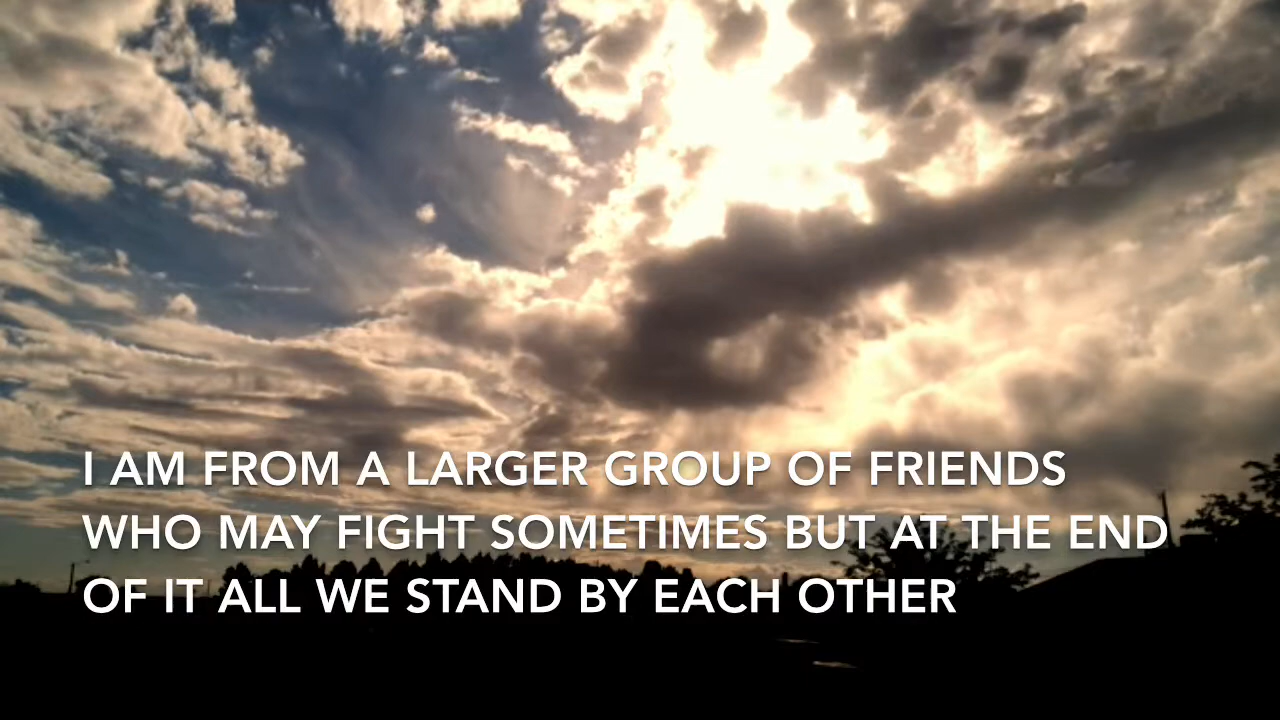 I AM FROM A LARGER GROUP OF FRIENDS
WHO MAY FIGHT SOMETIMES BUT AT THE END
OF IT ALL WE STAND BY EACH OTHER